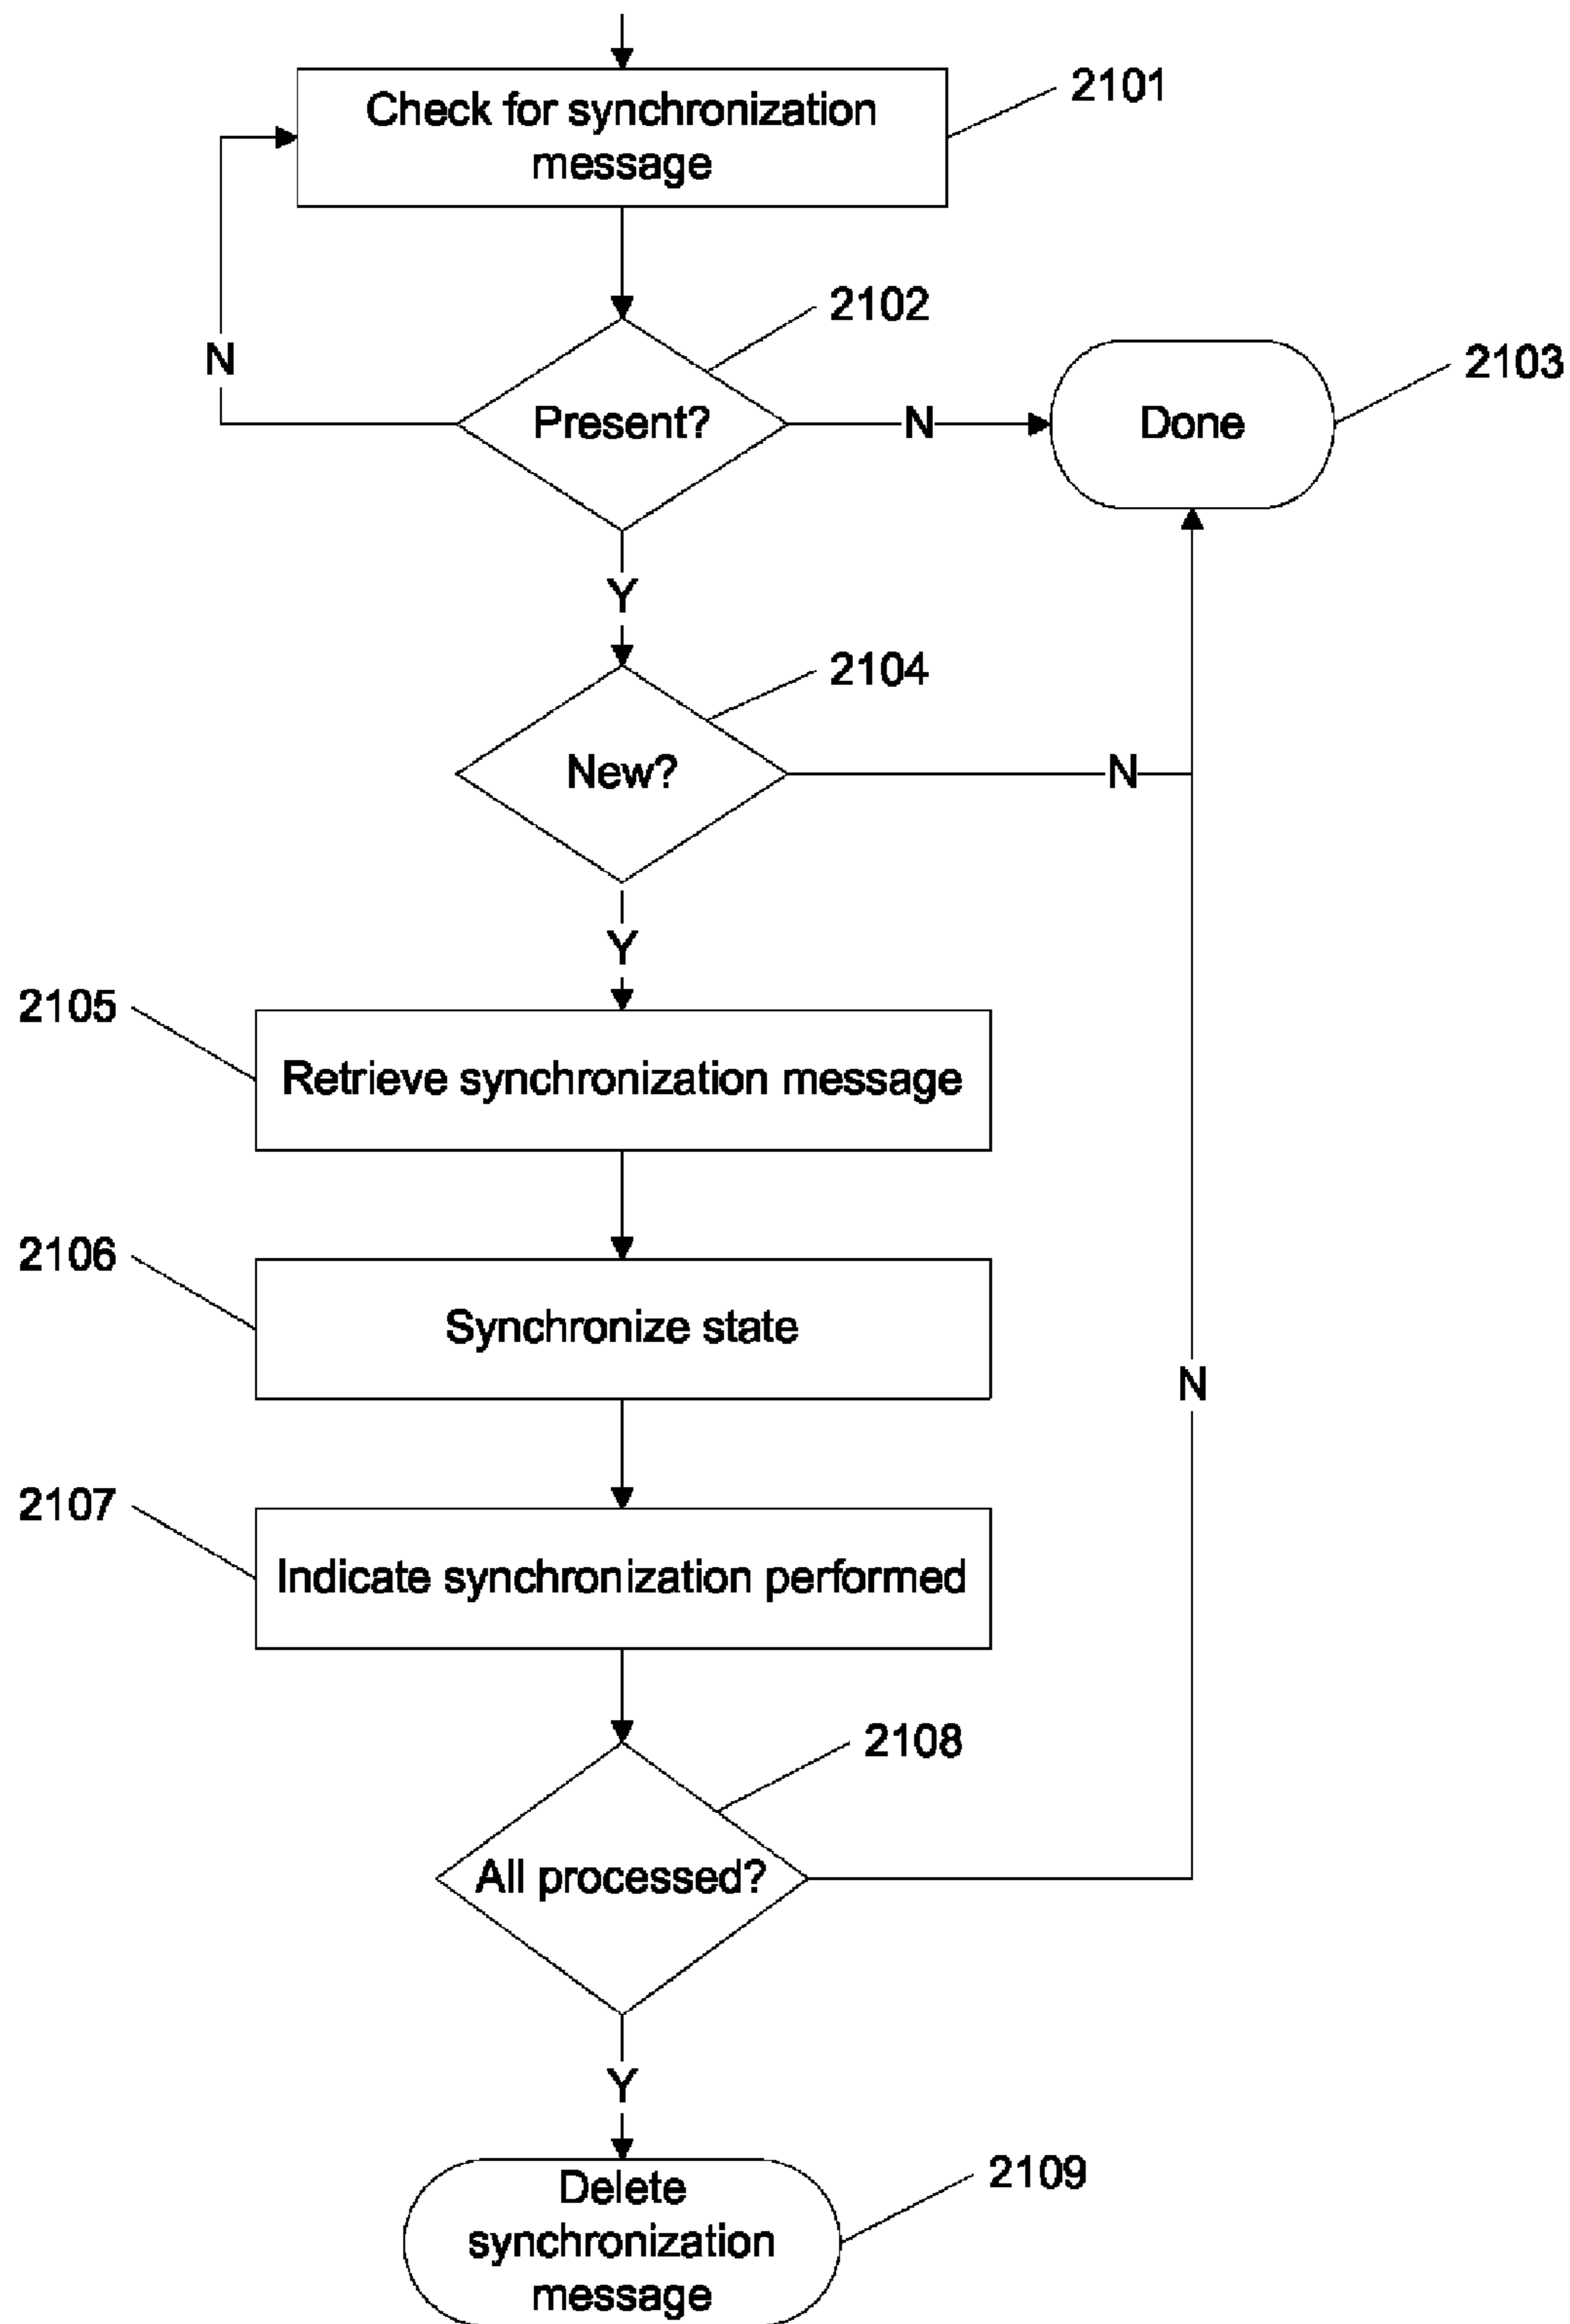 Check for synchronization
message
2101
2102
N
Present?
N
Done
2103
Y
2104
New?
N
Y
2105
Retrieve synchronization message
2106
Synchronize state
N
2107
Indicate synchronization performed
2108
All processed?
Y
Delete
synchronization
message
2109